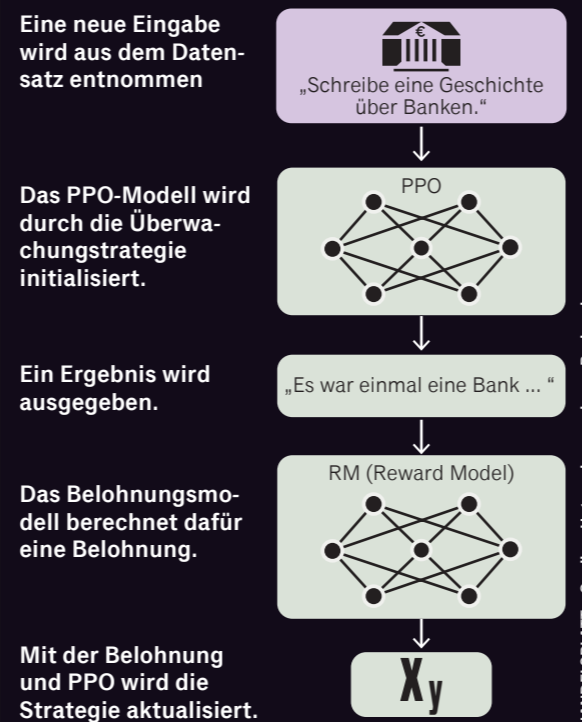 Eine neue Eingabe
wird aus dem Daten-
satz entnommen
€
„Schreibe eine Geschichte
über Banken.“
Das PPO-Modell wird
durch die Überwa-
chungstrategie
initialisiert.
PPO
Ein Ergebnis wird
ausgegeben.
„Es war einmal eine Bank ... “
Das Belohnungsmo-
dell berechnet dafür
eine Belohnung.
RM (Reward Model)
Mit der Belohnung
und PPO wird die
Strategie aktualisiert.
Xy